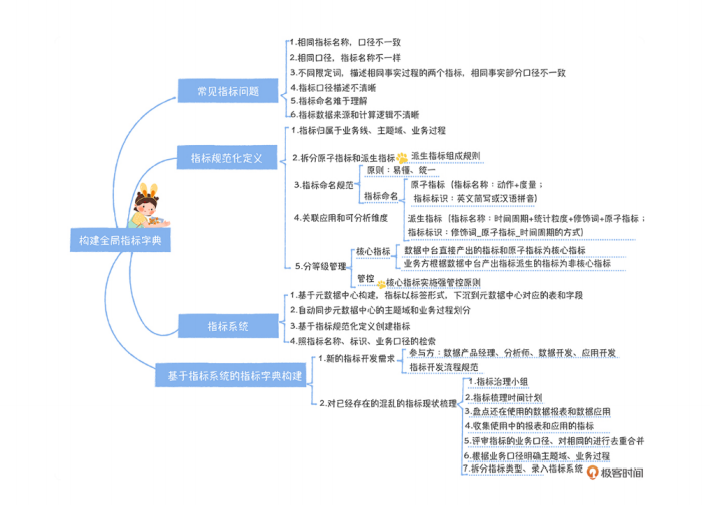 构建全局指标字典
常见指标问题
1.相同指标名称，口径不一致
2.相同口径，指标名称不一样
3.不同限定词，描述相同事实过程的两个指标，相同事实部分口径不一致
4.指标口径描述不清晰
5.指标命名难于理解
6.指标数据来源和计算逻辑不清晰
指标规范化定义
1.指标归属于业务线、主题域、业务过程
2.拆分原子指标和派生指标
派生指标组成规则
3.指标命名规范
原则：易懂、统一
指标命名
原子指标（指标名称：动作+度量；
指标标识：英文简写或汉语拼音）
派生指标（指标名称：时间周期+统计粒度+修饰词+原子指标；
指标标识：修饰词_原子指标_时间周期的方式）
4.关联应用和可分析维度
5.分等级管理
核心指标
数据中台直接产出的指标和原子指标为核心指标
业务方根据数据中台产出指标派生的指标为非核心指标
管控
核心指标实施强管控原则
指标系统
1.基于元数据中心构建，指标以标签形式，下沉到元数据中心对应的表和字段
2.自动同步元数据中心的主题域和业务过程划分
3.基于指标规范化定义创建指标
4.照指标名称、标识、业务口径的检索
基于指标系统的指标字典构建
1.新的指标开发需求
参与方：数据产品经理、分析师、数据开发、应用开发
指标开发流程规范
2.对已经存在的混乱的指标现状梳理
1.指标治理小组
2.指标梳理时间计划
3.盘点还在使用的数据报表和数据应用
4.收集使用中的报表和应用的指标
5.评审指标的业务口径、对相同的进行去重合并
6.根据业务口径明确主题域、业务过程
7.拆分指标类型、录入指标系统
极客时间